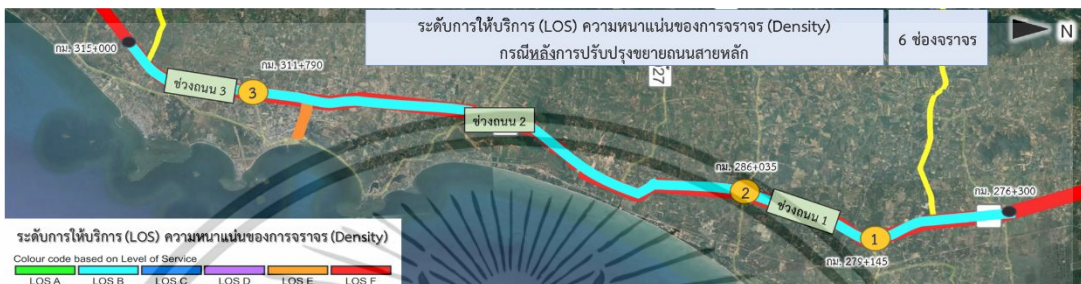 ระดับการให้บริการ (LOS) ความหนาแน่นของการจราจร (Density)
กรณีหลังการปรับปรุงขยายถนนสายหลัก
6 ช่องจราจร
N
กม. 315+000
กม. 311+790
ช่วงถนน 3
3
27
ช่วงถนน 2
กม. 286+035
2
ช่วงถนน 1
กม. 276+300
1
กม. 279+145
ระดับการให้บริการ (LOS) ความหนาแน่นของการจราจร (Density)
Colour code based on Level of Service
LOS A LOS B LOS C LOS D LOS E LOS F